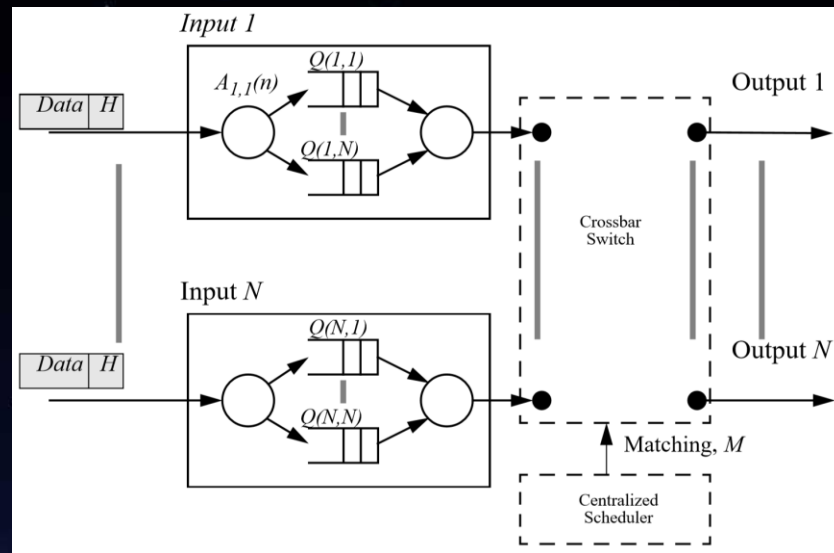 Input 1
Q(1,1)
A1,1(n)
Data H
Q(1,N)
Output 1
Crossbar
Switch
Input N
Q(N,1)
Data H
Q(N,N)
Output N
Matching, M
Centralized
Scheduler